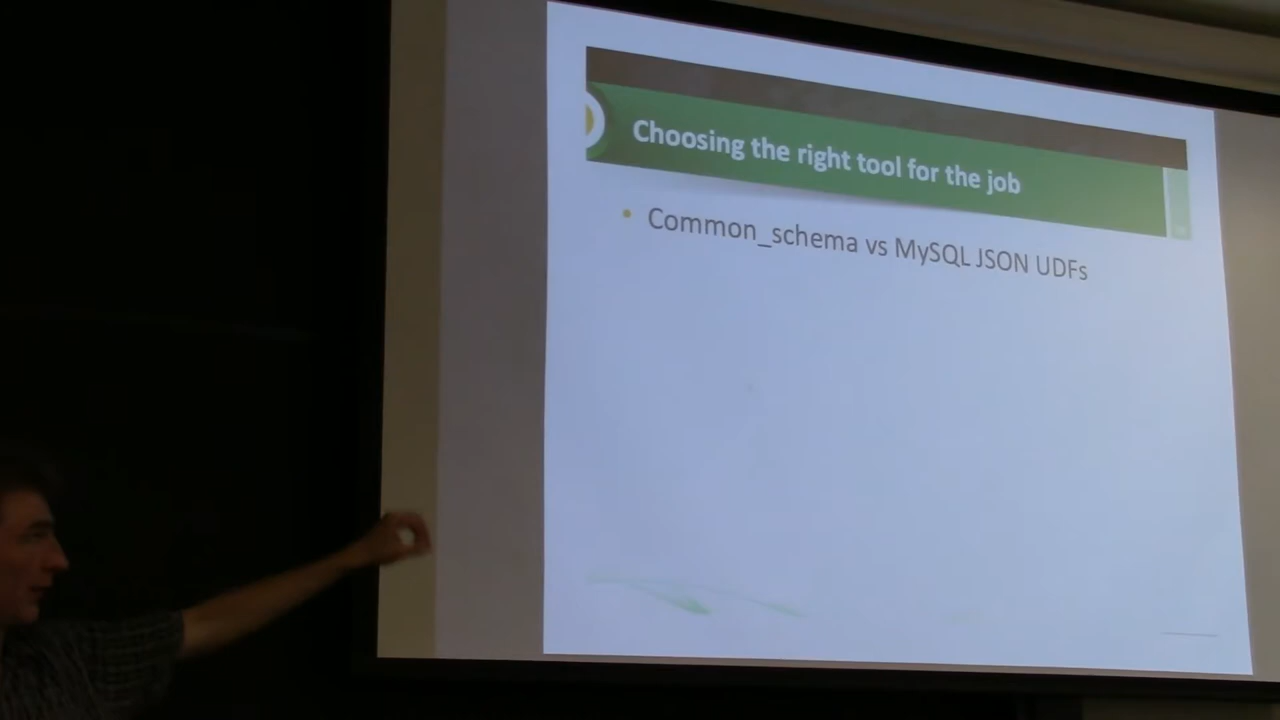 Choosing the right tool for the job
• Common_schema vs MySQL JSON UDFs